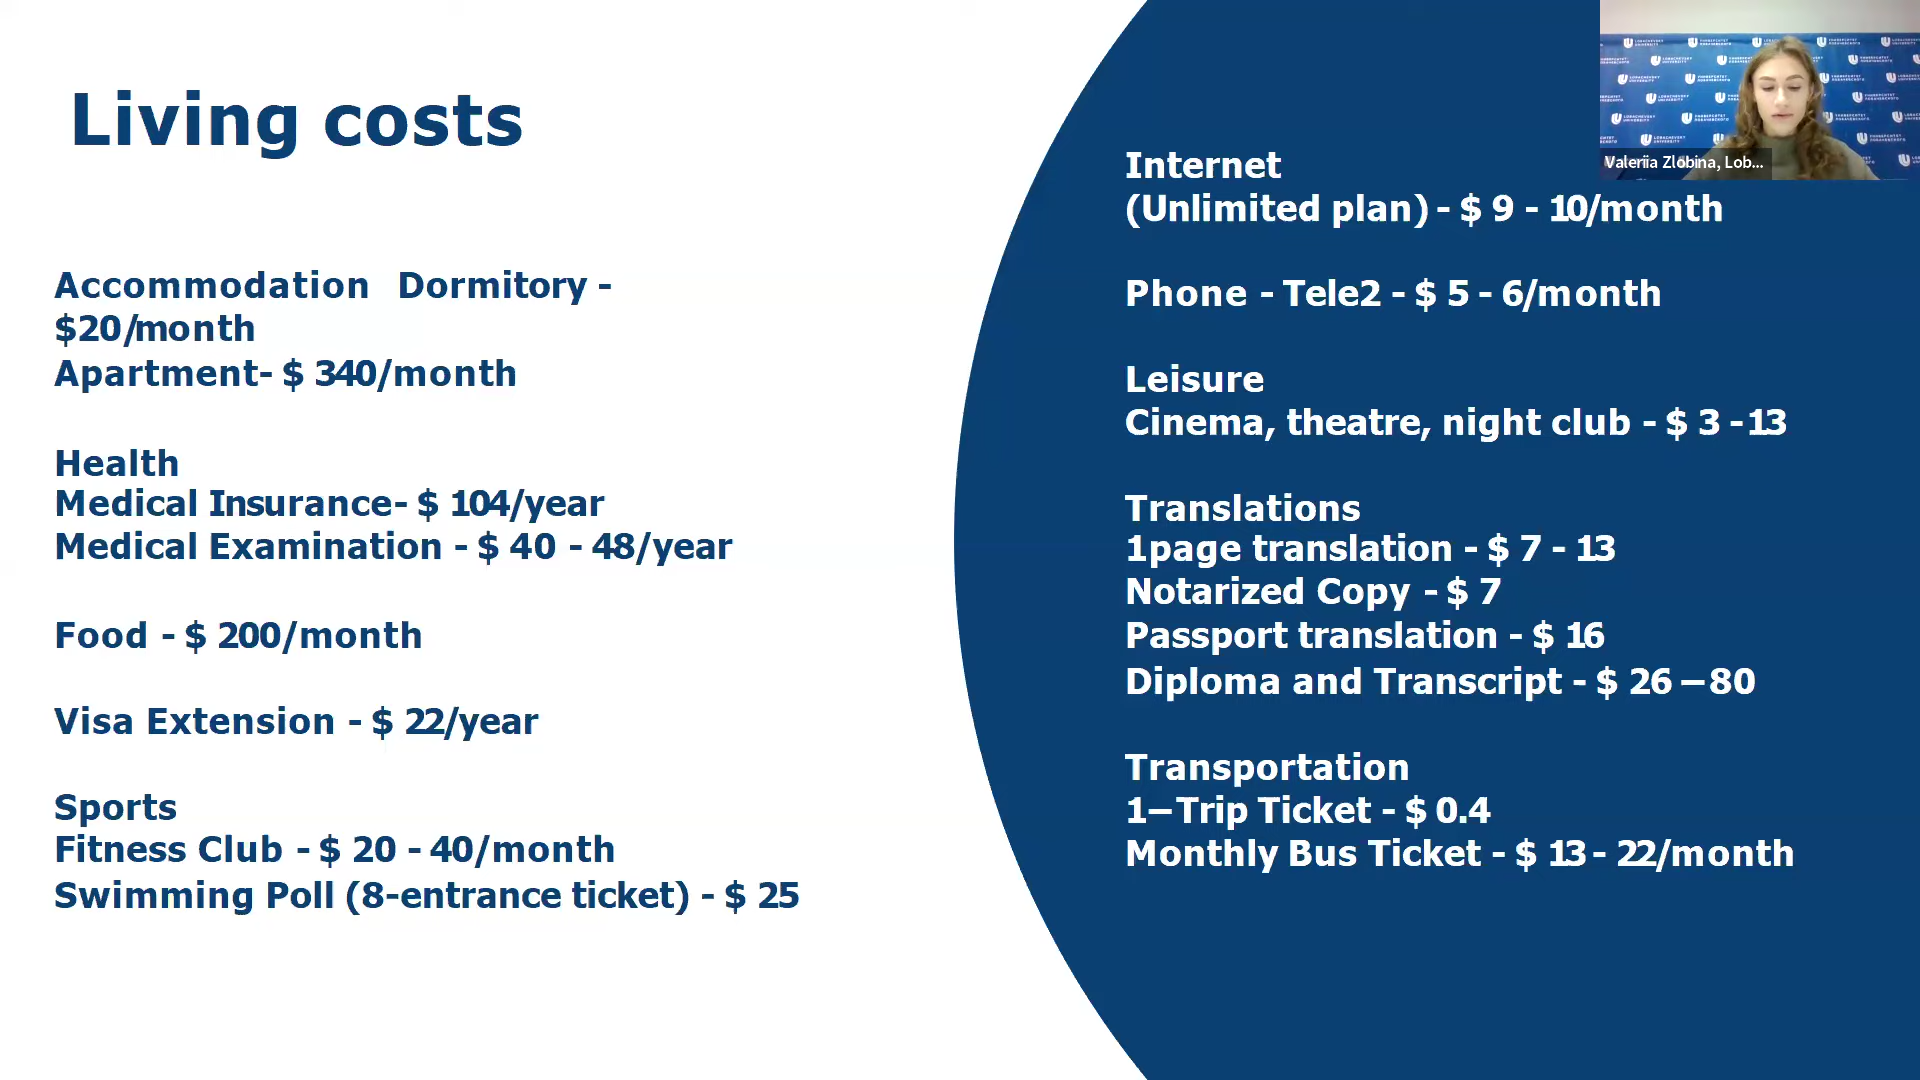 Living costs
Accommodation Dormitory -
$20/month
Apartment- $ 340/month
Health
Medical Insurance- $ 104/year
Medical Examination - $ 40 - 48/year
Food - $ 200/month
Visa Extension - $ 22/year
Sports
Fitness Club - $ 20 - 40/month
Swimming Poll (8-entrance ticket) - $ 25
Internet
(Unlimited plan) - $ 9 - 10/month
Phone - Tele2 - $ 5 - 6/month
Leisure
Cinema, theatre, night club - $ 3 -13
Translations
1page translation - $ 7 - 13
Notarized Copy - $ 7
Passport translation - $ 16
Diploma and Transcript - $ 26 –80
Transportation
1–Trip Ticket - $ 0.4
Monthly Bus Ticket - $ 13 - 22/month
Valeriia Zlobina, Lob...